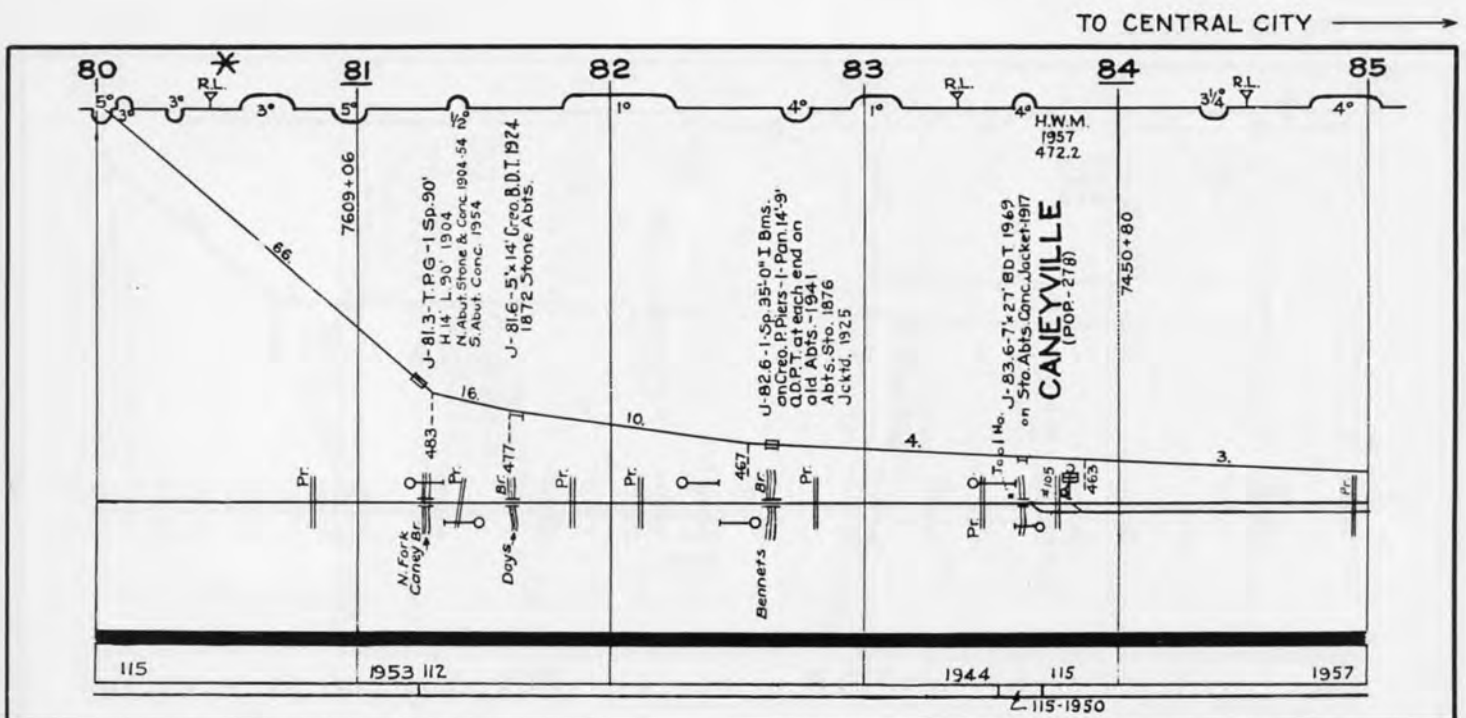 TO CENTRAL CITY
80 81 82 83 84 85
R.L. R.L. R.L.
5° 3° 3° 3° 5° 1/2° 1° 4° 1° 4° 3 1/4° 4°
H.W.M.
1957
472.2
7609+06
J-81.3-T.P.G-1 Sp.90'
H.14' L.90' 1904
N. Abut. Stone & Conc. 1904-54
S. Abut. Conc. 1954
J-81.6-5'x14' Creo. B.D.T. 1924
1872 Stone Abts.
J-82.6-1-Sp.35'-0" I Bms.
on Creo. P. Piers-1-Pan.14'-9'
O.D.P.T. at each end on
old Abts.-1941
Abts. Sto. 1876
Jcktd. 1925
Tool Ho.
J-83.6-7'x27' BDT 1969
on Sto. Abts. Conc. Jacket-1917
CANEYVILLE
(POP.-278)
7450+80
.66 .16 .10 .4 .3
483 477 467 463
Pr. Pr. Br. Br. Pr. Pr.
#105
N. Fork
Caney Br.
Days
Bennets
115 1953 112 1944 115 1957
115-1950